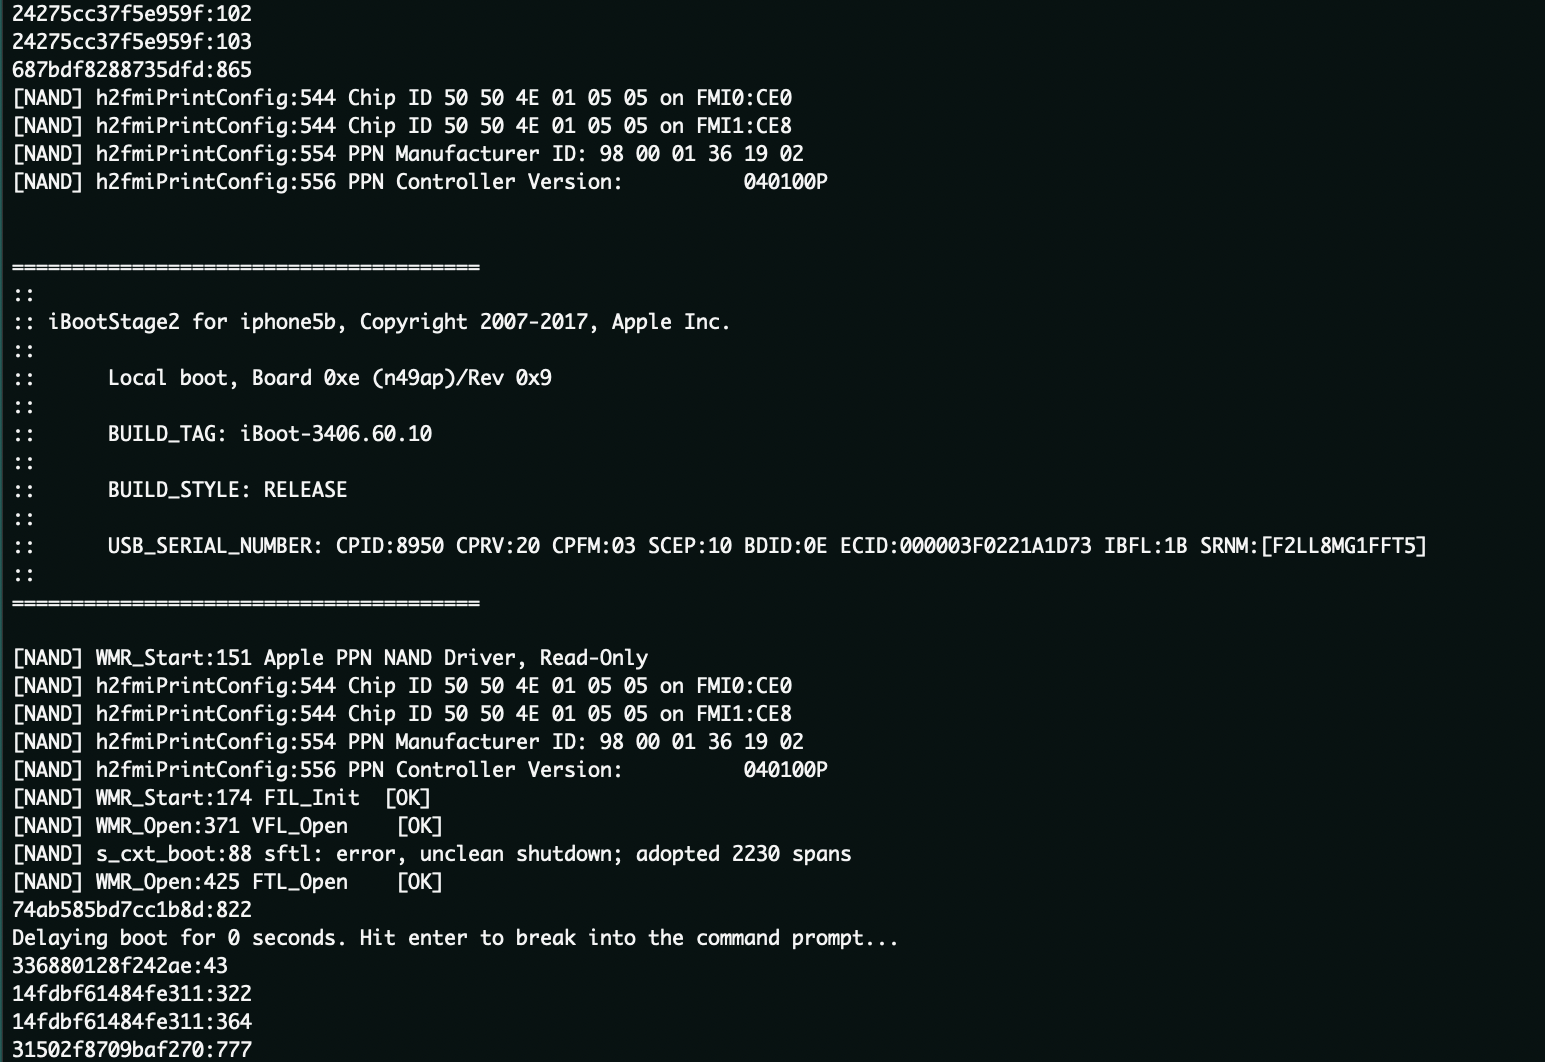 24275cc37f5e959f:102
24275cc37f5e959f:103
687bdf8288735dfd:865
[NAND] h2fmiPrintConfig:544 Chip ID 50 50 4E 01 05 05 on FMI0:CE0
[NAND] h2fmiPrintConfig:544 Chip ID 50 50 4E 01 05 05 on FMI1:CE8
[NAND] h2fmiPrintConfig:554 PPN Manufacturer ID: 98 00 01 36 19 02
[NAND] h2fmiPrintConfig:556 PPN Controller Version:          040100P
=======================================
::
:: iBootStage2 for iphone5b, Copyright 2007-2017, Apple Inc.
::
::      Local boot, Board 0xe (n49ap)/Rev 0x9
::
::      BUILD_TAG: iBoot-3406.60.10
::
::      BUILD_STYLE: RELEASE
::
::      USB_SERIAL_NUMBER: CPID:8950 CPRV:20 CPFM:03 SCEP:10 BDID:0E ECID:000003F0221A1D73 IBFL:1B SRNM:[F2LL8MG1FFT5]
::
=======================================
[NAND] WMR_Start:151 Apple PPN NAND Driver, Read-Only
[NAND] h2fmiPrintConfig:544 Chip ID 50 50 4E 01 05 05 on FMI0:CE0
[NAND] h2fmiPrintConfig:544 Chip ID 50 50 4E 01 05 05 on FMI1:CE8
[NAND] h2fmiPrintConfig:554 PPN Manufacturer ID: 98 00 01 36 19 02
[NAND] h2fmiPrintConfig:556 PPN Controller Version:          040100P
[NAND] WMR_Start:174 FIL_Init  [OK]
[NAND] WMR_Open:371 VFL_Open    [OK]
[NAND] s_cxt_boot:88 sftl: error, unclean shutdown; adopted 2230 spans
[NAND] WMR_Open:425 FTL_Open    [OK]
74ab585bd7cc1b8d:822
Delaying boot for 0 seconds. Hit enter to break into the command prompt...
336880128f242ae:43
14fdbf61484fe311:322
14fdbf61484fe311:364
31502f8709baf270:777